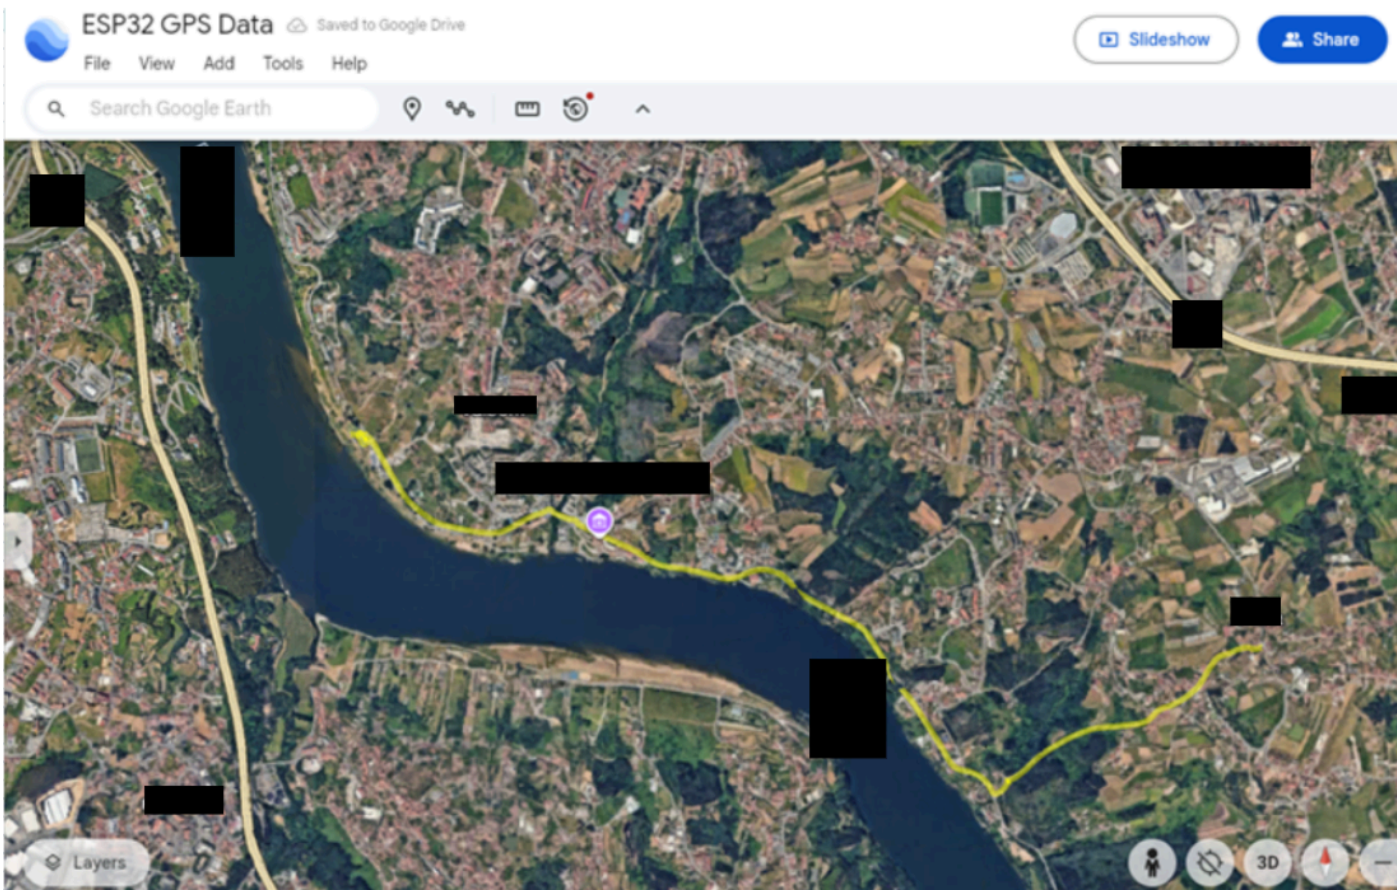 ESP32 GPS Data Saved to Google Drive
File View Add Tools Help
Slideshow
Share
Search Google Earth
Layers
3D